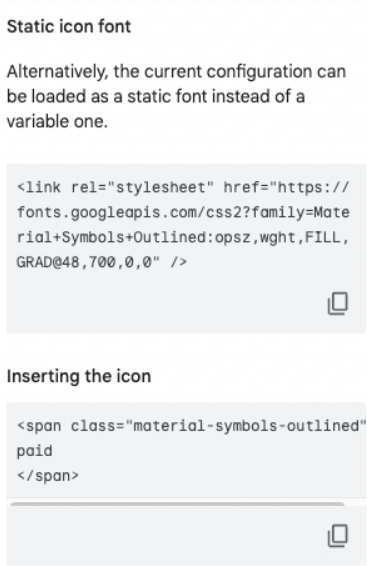 Static icon font
Alternatively, the current configuration can
be loaded as a static font instead of a
variable one.
<link rel="stylesheet" href="https://
fonts.googleapis.com/css2?family=Mate
rial+Symbols+Outlined:opsz,wght,FILL,
GRAD@48,700,0,0" />
Inserting the icon
<span class="material-symbols-outlined"
paid
</span>